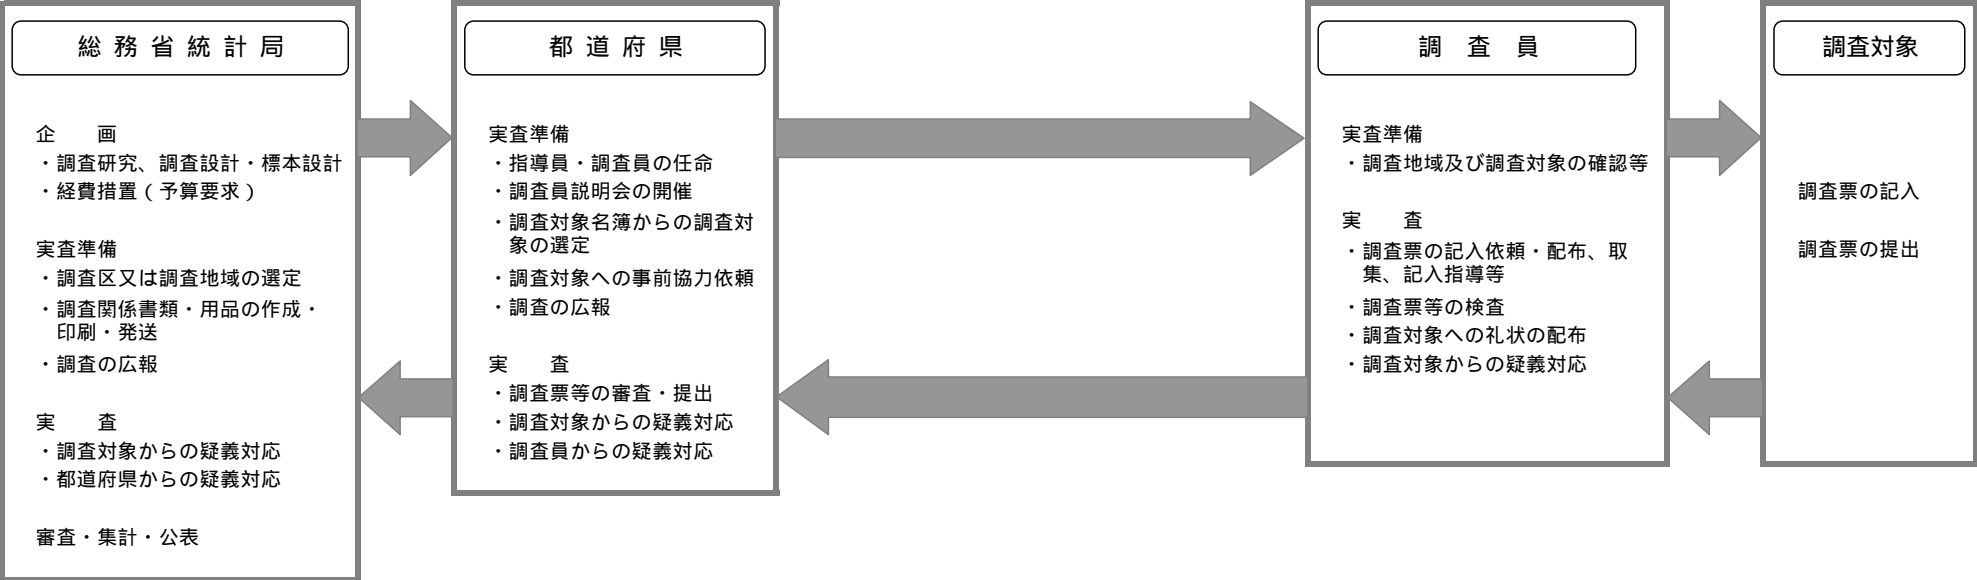 総務省統計局
企　　画
・調査研究、調査設計・標本設計
・経費措置（予算要求）
実査準備
・調査区又は調査地域の選定
・調査関係書類・用品の作成・
印刷・発送
・調査の広報
実　　査
・調査対象からの疑義対応
・都道府県からの疑義対応
審査・集計・公表
都道府県
実査準備
・指導員・調査員の任命
・調査員説明会の開催
・調査対象名簿からの調査対
象の選定
・調査対象への事前協力依頼
・調査の広報
実　　査
・調査票等の審査・提出
・調査対象からの疑義対応
・調査員からの疑義対応
調　査　員
実査準備
・調査地域及び調査対象の確認等
実　　査
・調査票の記入依頼・配布、取
集、記入指導等
・調査票等の検査
・調査対象への礼状の配布
・調査対象からの疑義対応
調査対象
調査票の記入
調査票の提出